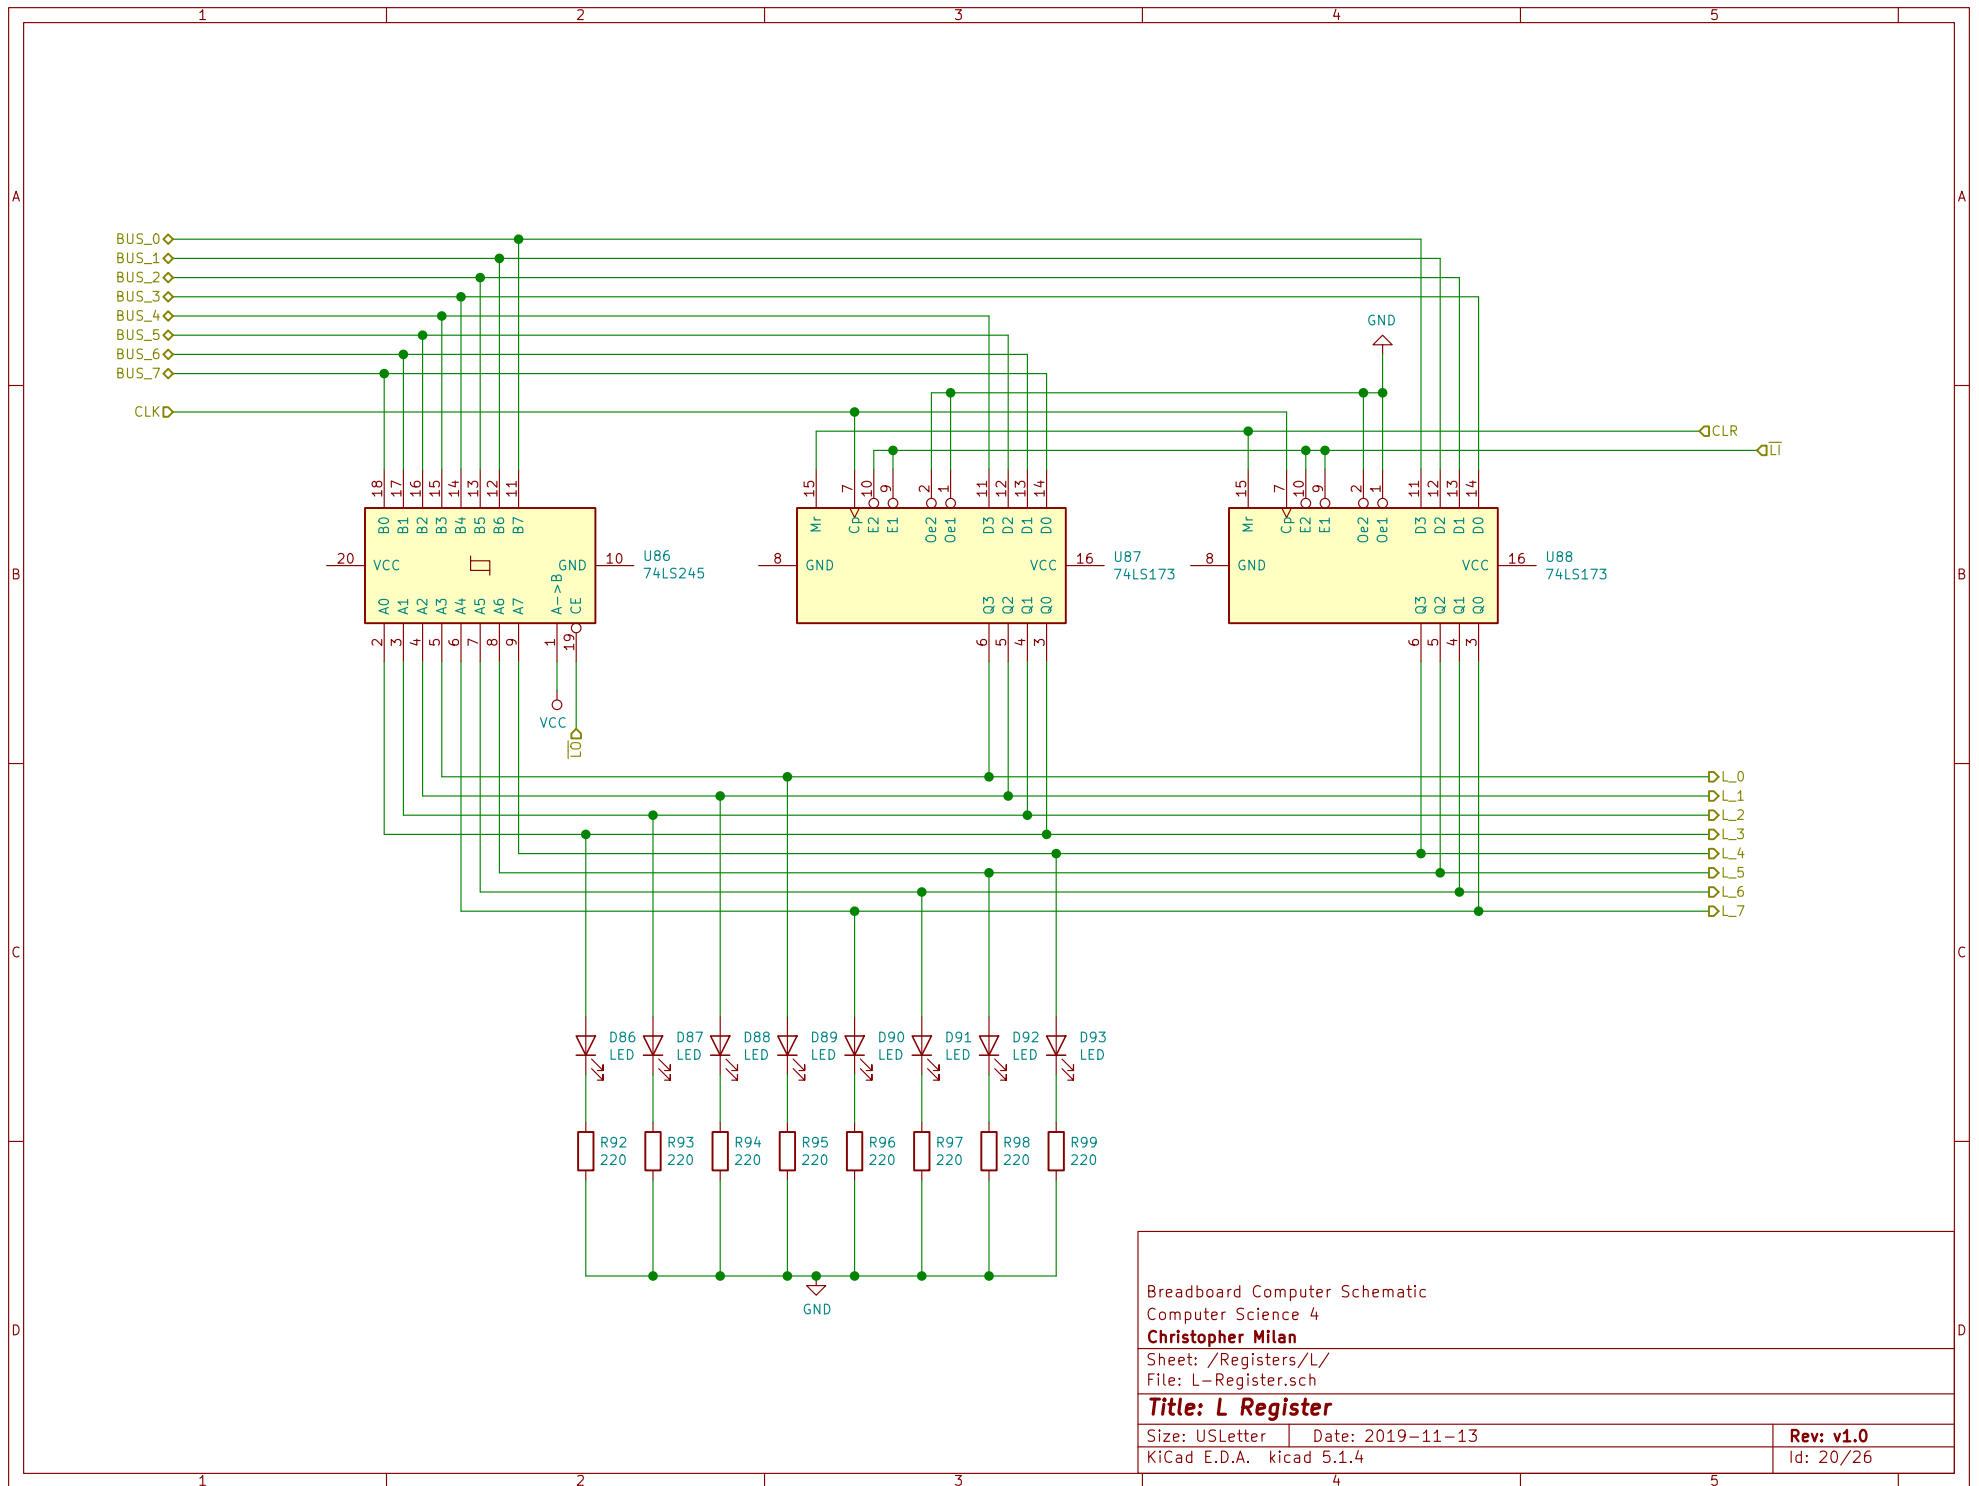 1 2 3 4 5
A A
BUS_0
BUS_1
BUS_2
BUS_3
BUS_4
BUS_5
BUS_6
BUS_7
GND
CLK
CLR
LI
18 17 16 15 14 13 12 11
15 7 10 9 2 1 11 12 13 14
15 7 10 9 2 1 11 12 13 14
B0 B1 B2 B3 B4 B5 B6 B7
Mr Cp E2 E1 Oe2 Oe1 D3 D2 D1 D0
Mr Cp E2 E1 Oe2 Oe1 D3 D2 D1 D0
20 VCC GND 10
U86
74LS245
8 GND VCC 16
U87
74LS173
8 GND VCC 16
U88
74LS173
B B
A0 A1 A2 A3 A4 A5 A6 A7 A->B CE
Q3 Q2 Q1 Q0
Q3 Q2 Q1 Q0
2 3 4 5 6 7 8 9 1 19
6 5 4 3
6 5 4 3
VCC
LO
L_0
L_1
L_2
L_3
L_4
L_5
L_6
L_7
C C
D86 D87 D88 D89 D90 D91 D92 D93
LED LED LED LED LED LED LED LED
R92 R93 R94 R95 R96 R97 R98 R99
220 220 220 220 220 220 220 220
GND
D D
Breadboard Computer Schematic
Computer Science 4
Christopher Milan
Sheet: /Registers/L/
File: L-Register.sch
Title: L Register
Size: USLetter Date: 2019-11-13 Rev: v1.0
KiCad E.D.A. kicad 5.1.4 Id: 20/26
1 2 3 4 5